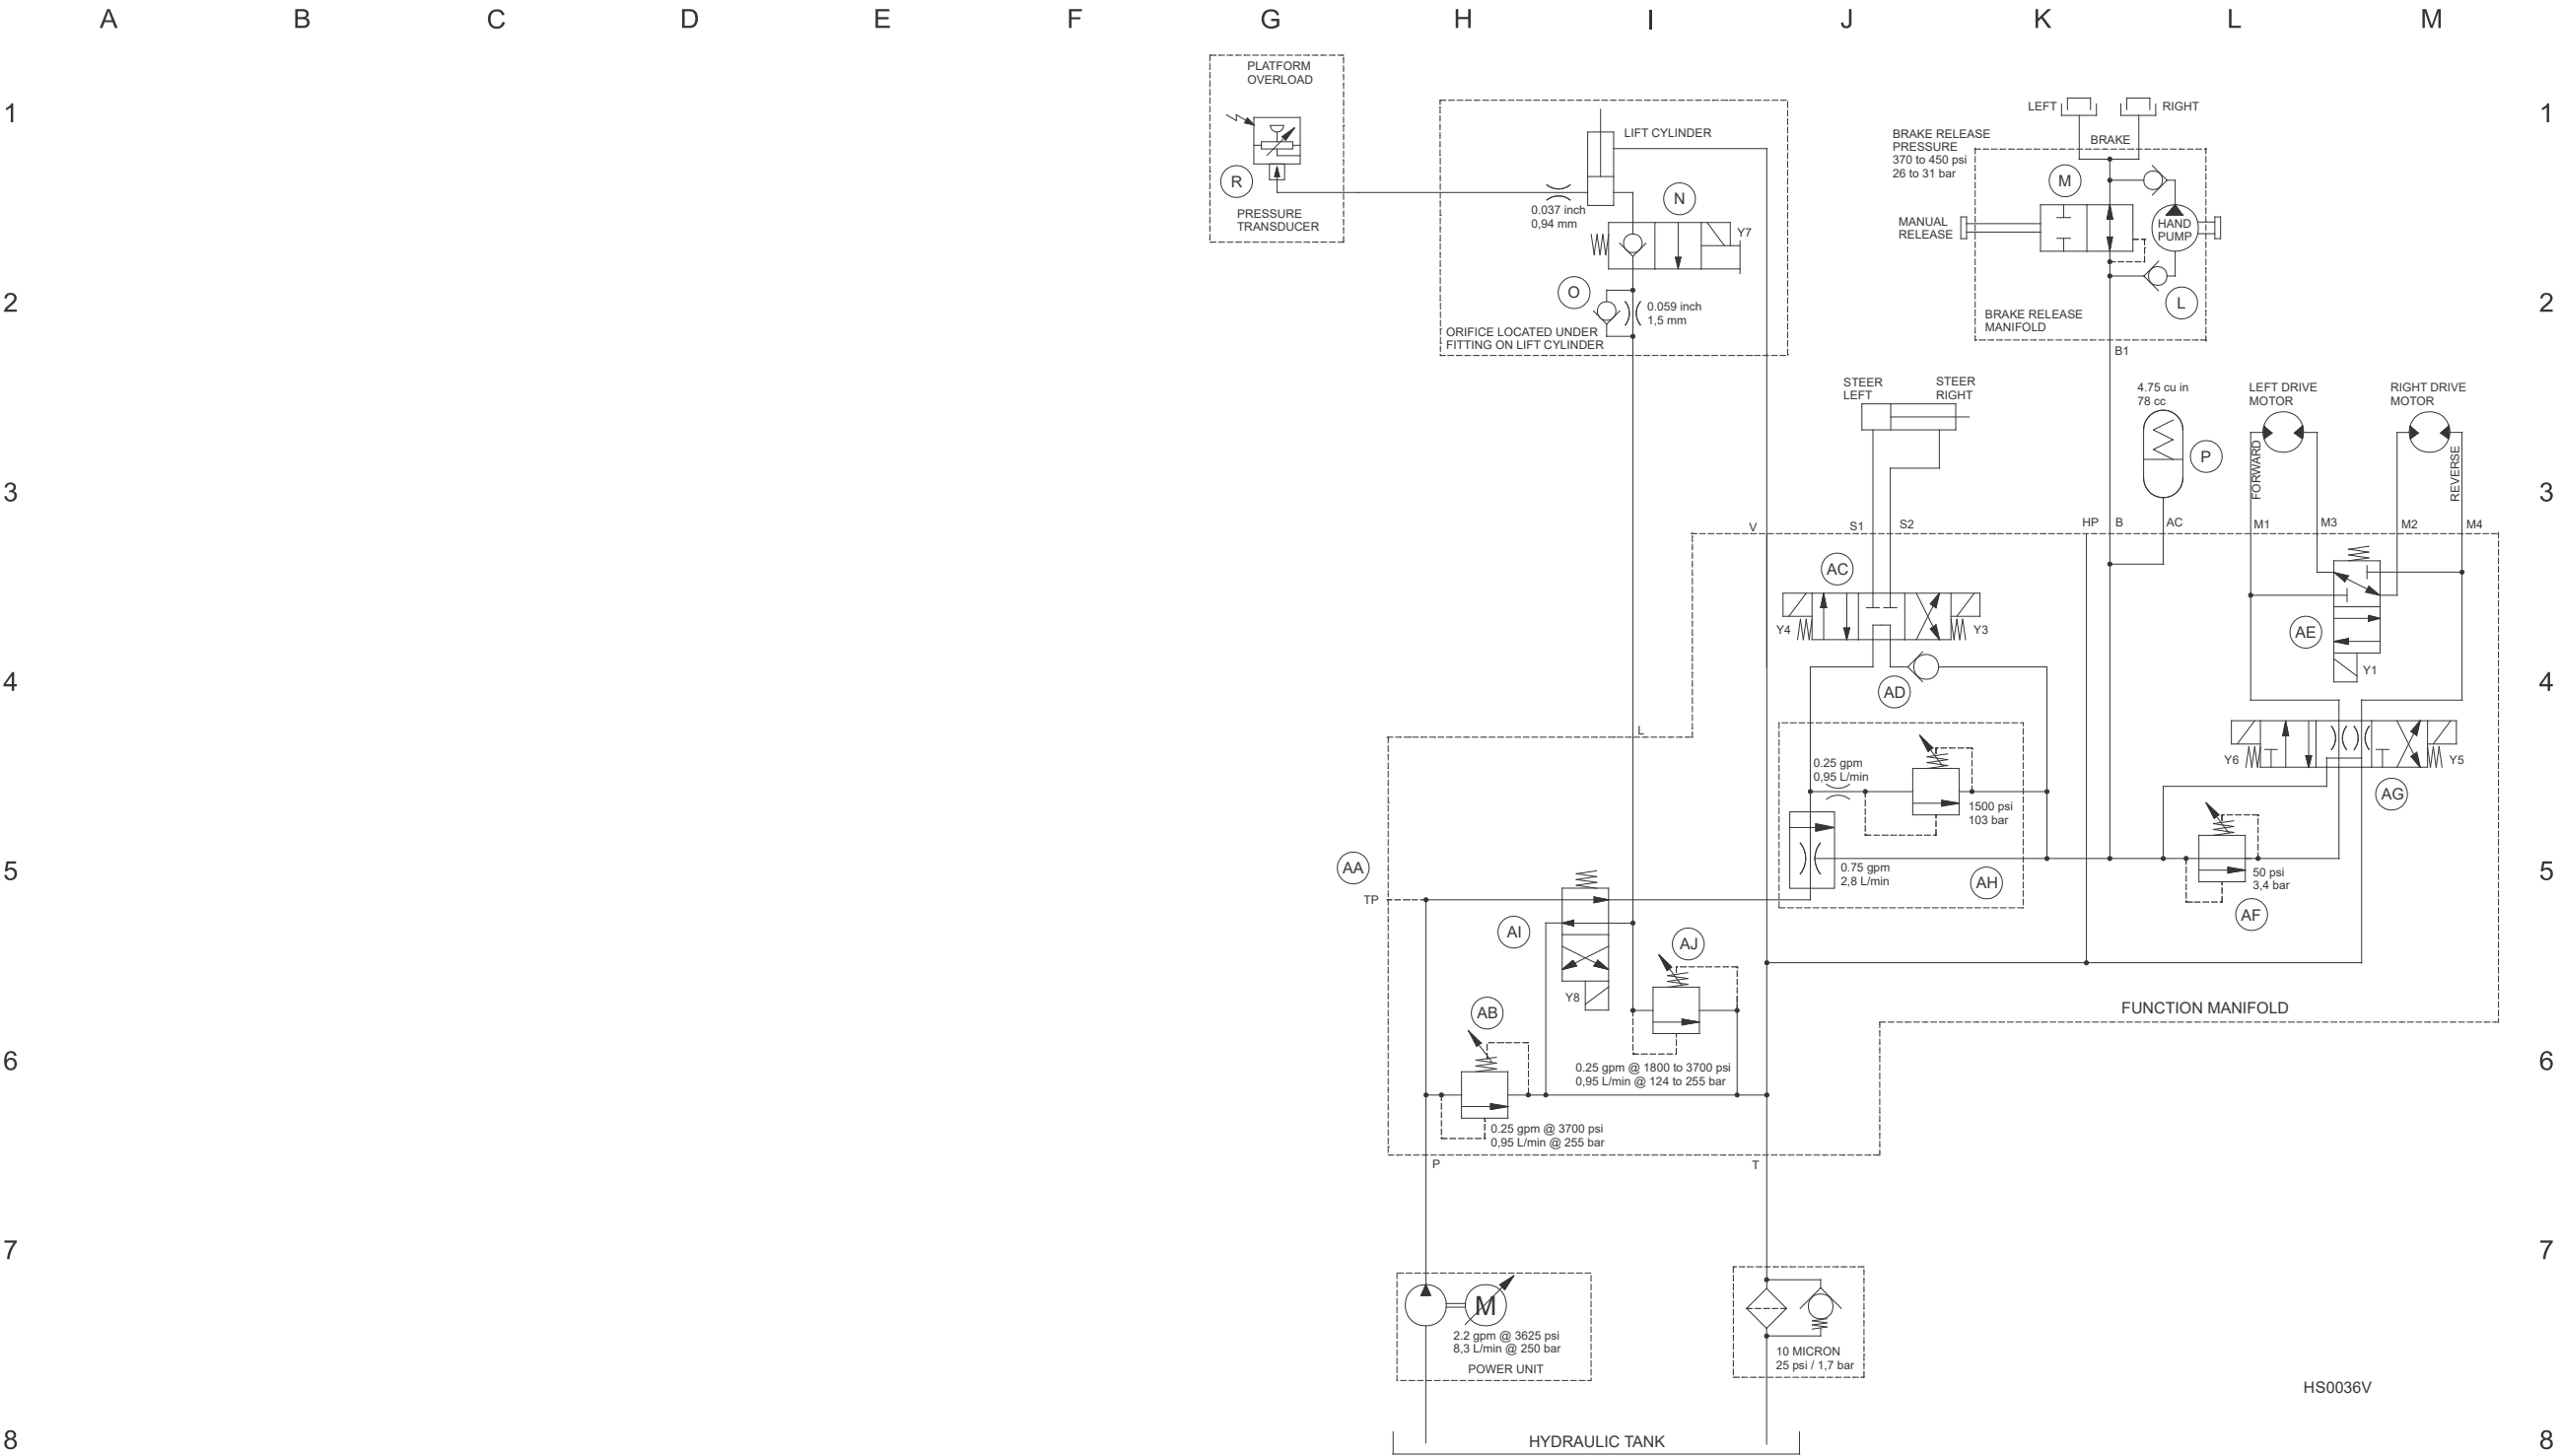 A B C D E F G H I J K L M
PLATFORM
OVERLOAD
R
PRESSURE
TRANSDUCER
1
1
LIFT CYLINDER
0.037 inch
0,94 mm
N
Y7
O
0.059 inch
1,5 mm
ORIFICE LOCATED UNDER
FITTING ON LIFT CYLINDER
LEFT
RIGHT
BRAKE
BRAKE RELEASE
PRESSURE
370 to 450 psi
26 to 31 bar
M
MANUAL
RELEASE
HAND
PUMP
L
BRAKE RELEASE
MANIFOLD
B1
2
2
STEER
LEFT
STEER
RIGHT
4.75 cu in
78 cc
P
LEFT DRIVE
MOTOR
RIGHT DRIVE
MOTOR
FORWARD
REVERSE
3
3
V
S1
S2
HP
B
AC
M1
M3
M2
M4
AC
Y4
Y3
AD
AE
Y1
4
4
L
0.25 gpm
0,95 L/min
1500 psi
103 bar
Y6
Y5
AG
0.75 gpm
2,8 L/min
AH
50 psi
3,4 bar
AF
5
5
AA
TP
AI
AJ
Y8
AB
FUNCTION MANIFOLD
6
6
0.25 gpm @ 1800 to 3700 psi
0,95 L/min @ 124 to 255 bar
0.25 gpm @ 3700 psi
0,95 L/min @ 255 bar
P
T
7
7
M
2.2 gpm @ 3625 psi
8,3 L/min @ 250 bar
POWER UNIT
10 MICRON
25 psi / 1,7 bar
HS0036V
8
8
HYDRAULIC TANK